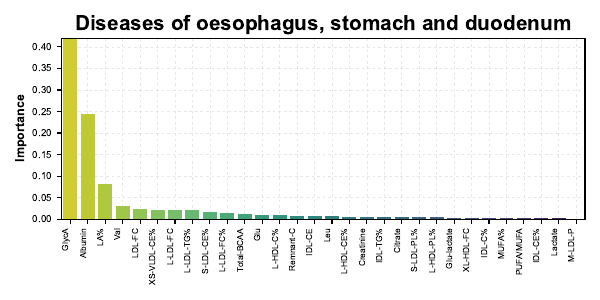 Diseases of oesophagus, stomach and duodenum
Importance
0.40
0.35
0.30
0.25
0.20
0.15
0.10
0.05
0.00
GlycA
Albumin
LA%
Val
LDL-FC
XS-VLDL-CE%
L-LDL-FC
L-LDL-TG%
S-LDL-CE%
L-LDL-FC%
Total-BCAA
Glu
L-HDL-C%
Remnant-C
IDL-CE
Leu
L-HDL-CE%
Creatinine
IDL-TG%
Citrate
S-LDL-PL%
L-HDL-PL%
Glu-lactate
XL-HDL-FC
IDL-C%
MUFA%
PUFA/MUFA
IDL-CE%
Lactate
M-LDL-P